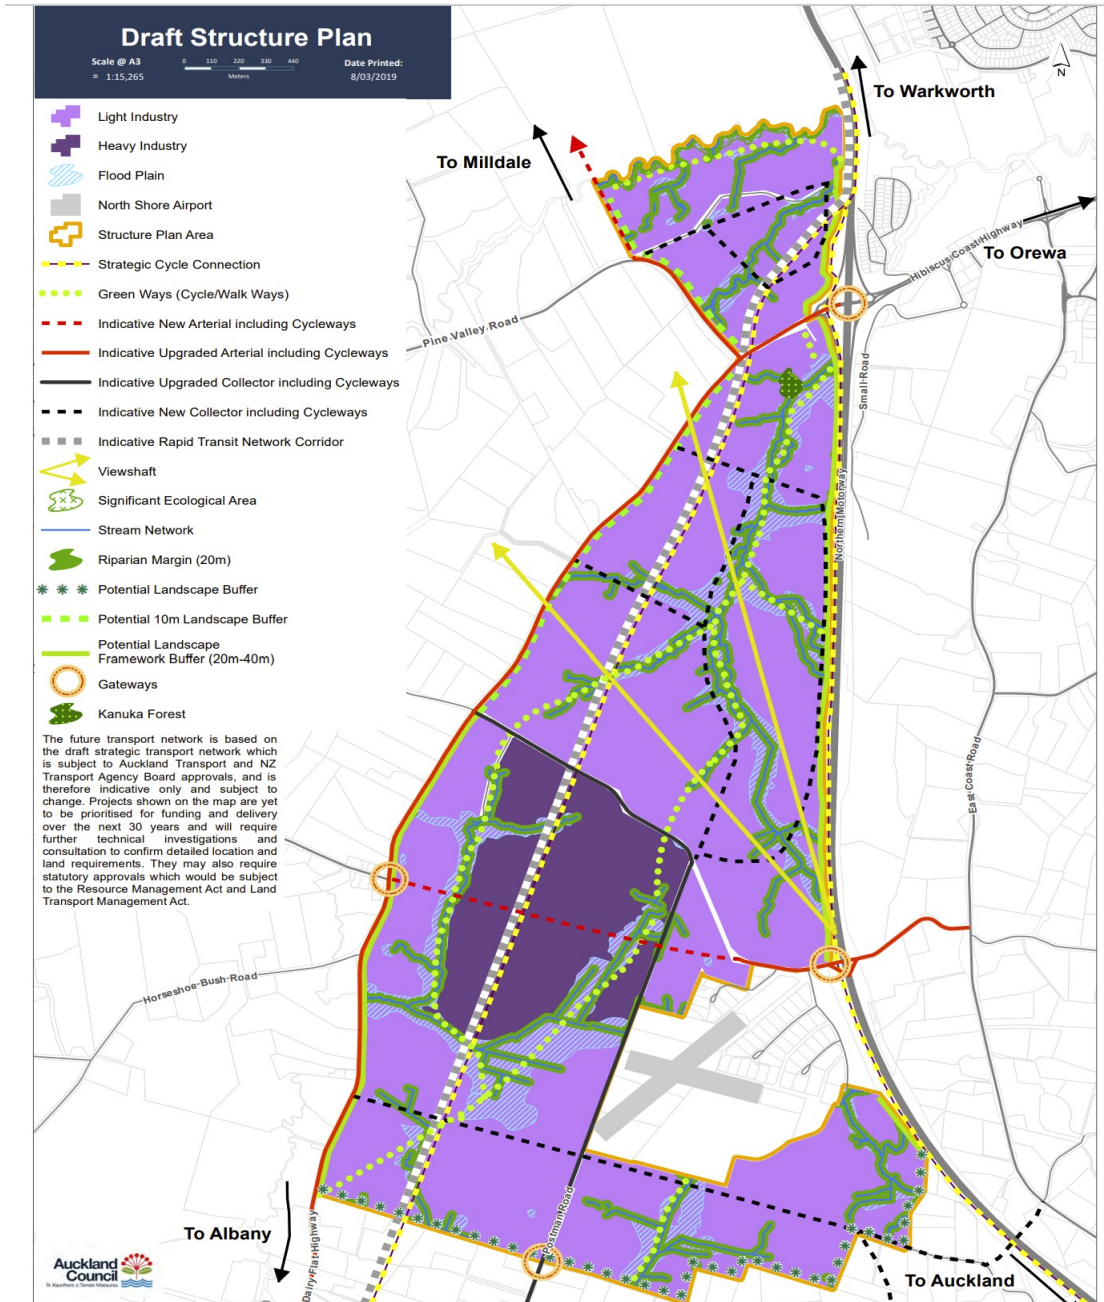 Draft Structure Plan
Scale @ A3
= 1:15,265
0 110 220 330 440
Meters
Date Printed:
8/03/2019
Light Industry
Heavy Industry
Flood Plain
North Shore Airport
Structure Plan Area
Strategic Cycle Connection
Green Ways (Cycle/Walk Ways)
Indicative New Arterial including Cycleways
Indicative Upgraded Arterial including Cycleways
Indicative Upgraded Collector including Cycleways
Indicative New Collector including Cycleways
Indicative Rapid Transit Network Corridor
Viewshaft
Significant Ecological Area
Stream Network
Riparian Margin (20m)
Potential Landscape Buffer
Potential 10m Landscape Buffer
Potential Landscape
Framework Buffer (20m-40m)
Gateways
Kanuka Forest
The future transport network is based on
the draft strategic transport network which
is subject to Auckland Transport and NZ
Transport Agency Board approvals, and is
therefore indicative only and subject to
change. Projects shown on the map are yet
to be prioritised for funding and delivery
over the next 30 years and will require
further technical investigations and
consultation to confirm detailed location and
land requirements. They may also require
statutory approvals which would be subject
to the Resource Management Act and Land
Transport Management Act.
N
To Warkworth
To Milldale
Hibiscus Coast Highway
To Orewa
Pine Valley Road
Small Road
Northern Motorway
East Coast Road
Horseshoe Bush Road
To Albany
Dairy Flat Highway
Postman Road
To Auckland
Auckland
Council
Te Kaunihera o Tāmaki Makaurau